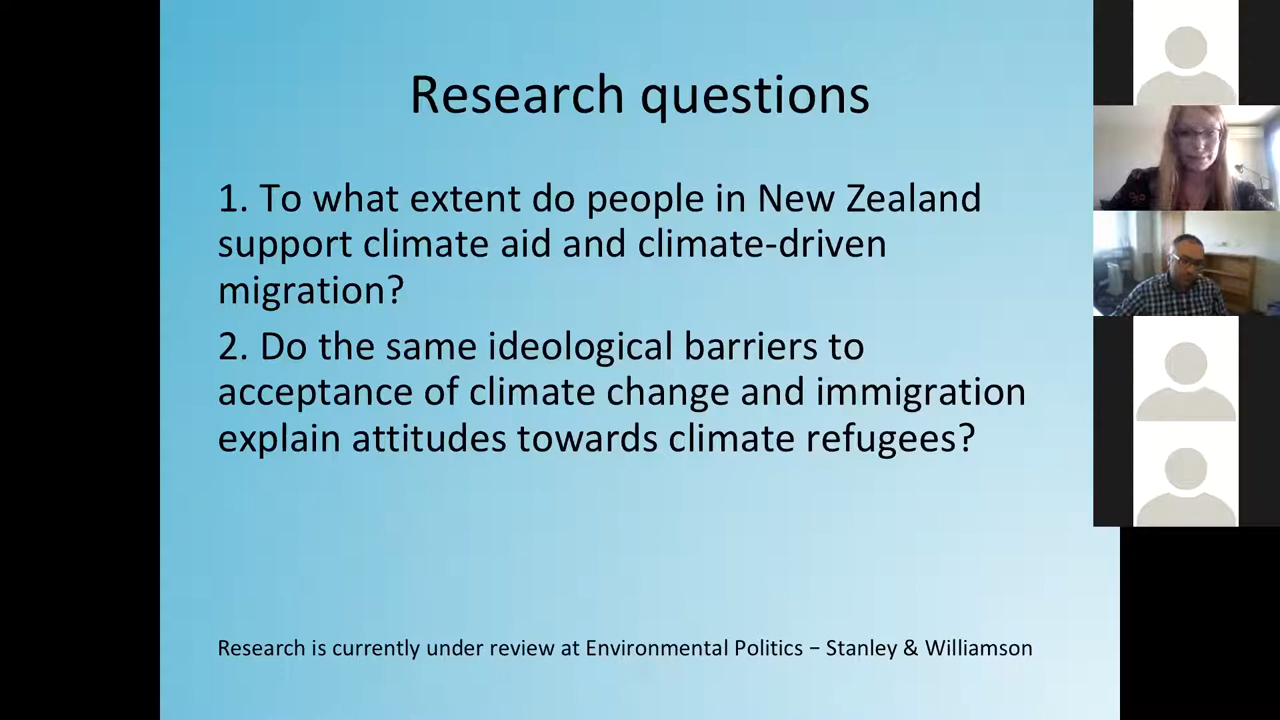 Research questions
1. To what extent do people in New Zealand
support climate aid and climate-driven
migration?
2. Do the same ideological barriers to
acceptance of climate change and immigration
explain attitudes towards climate refugees?
Research is currently under review at Environmental Politics – Stanley & Williamson